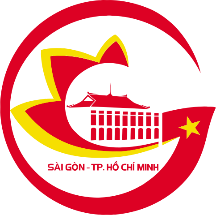 SÀI GÒN - TP. HỒ CHÍ MINH